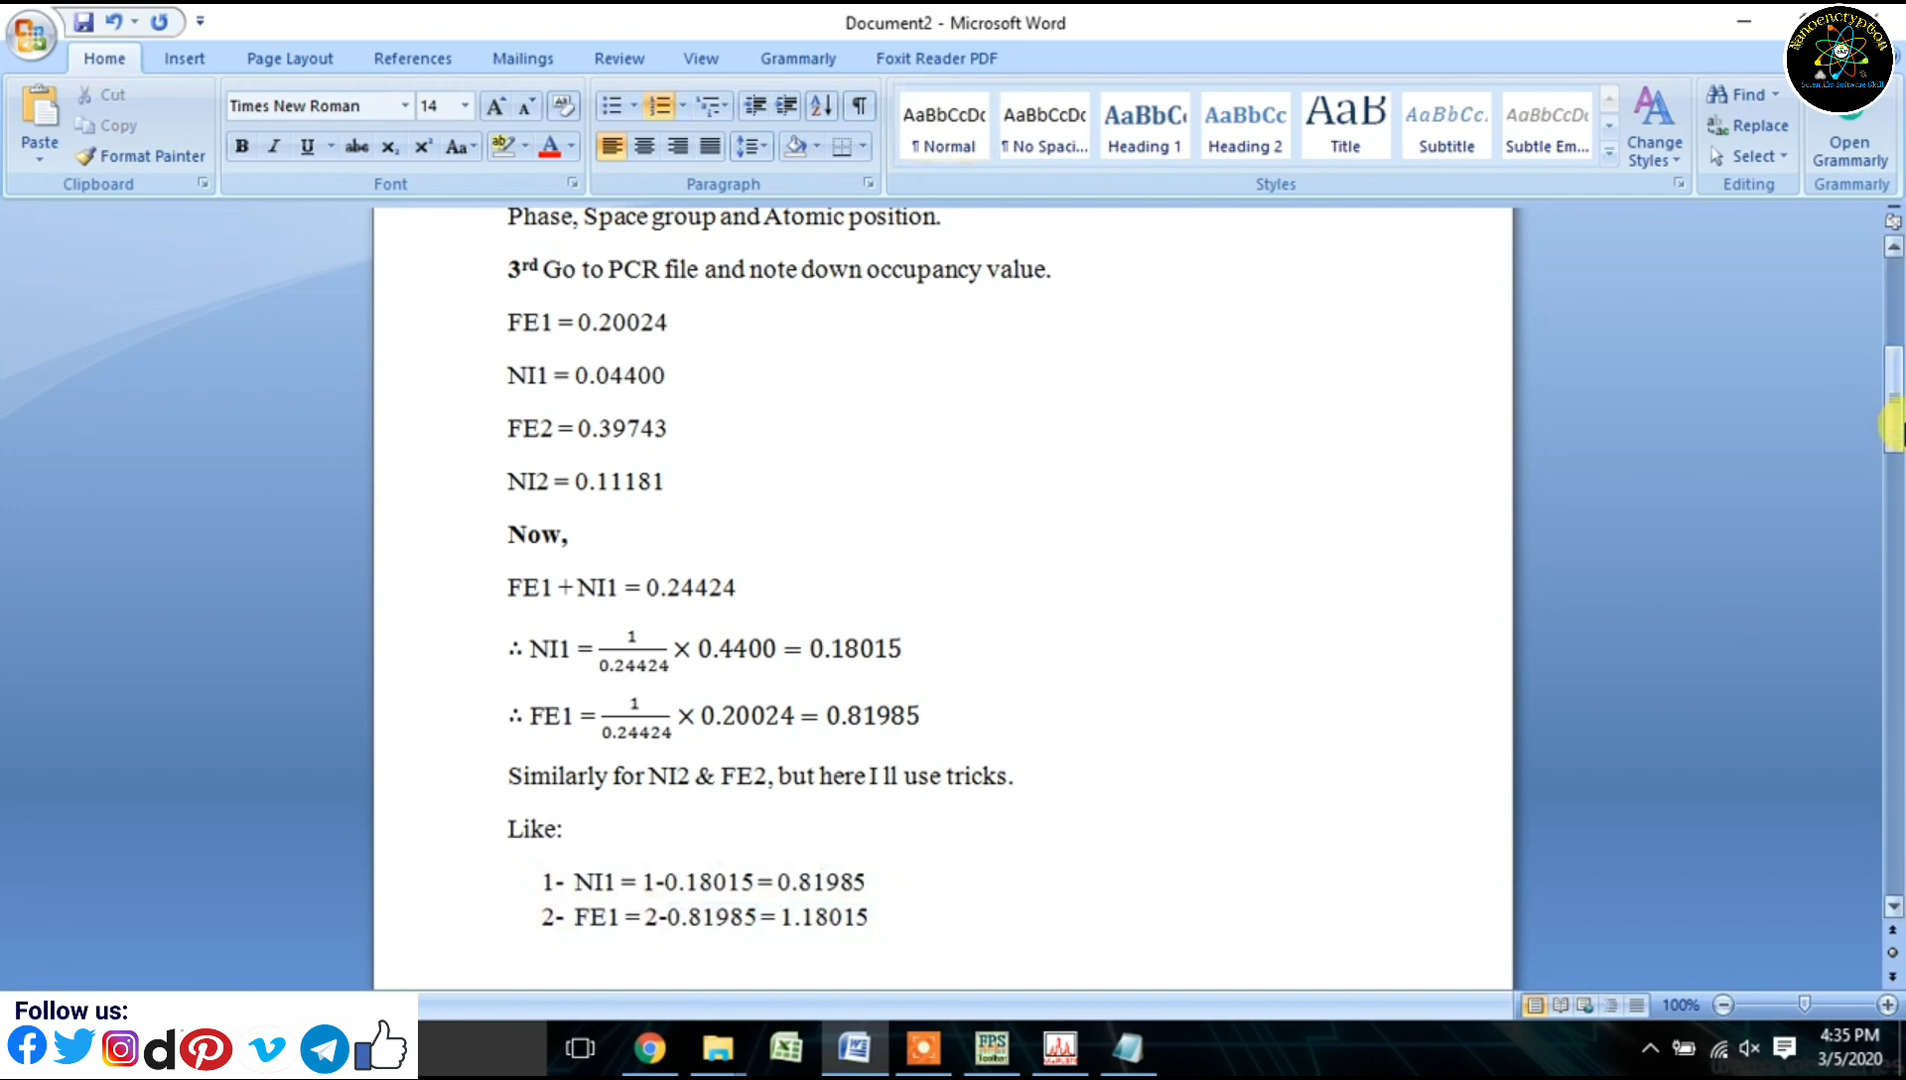 Document2 - Microsoft Word
Home Insert Page Layout References Mailings Review View Grammarly Foxit Reader PDF
Nanoencryption
Scientific Software Skill
Paste
Cut
Copy
Format Painter
Clipboard
Times New Roman 14
Font
Paragraph
AaBbCcDc AaBbCcDc AaBbC AaBbCc AaB AaBbCc. AaBbCcDc
¶ Normal ¶ No Spaci... Heading 1 Heading 2 Title Subtitle Subtle Em...
Styles
Change Styles
Find
Replace
Select
Editing
Open Grammarly
Grammarly
Phase, Space group and Atomic position.
3rd Go to PCR file and note down occupancy value.
FE1 = 0.20024
NI1 = 0.04400
FE2 = 0.39743
NI2 = 0.11181
Now,
FE1 + NI1 = 0.24424
∴ NI1 = 1/0.24424 × 0.4400 = 0.18015
∴ FE1 = 1/0.24424 × 0.20024 = 0.81985
Similarly for NI2 & FE2, but here I ll use tricks.
Like:
1- NI1 = 1-0.18015 = 0.81985
2- FE1 = 2-0.81985 = 1.18015
100%
Follow us:
FPS
4:35 PM
3/5/2020